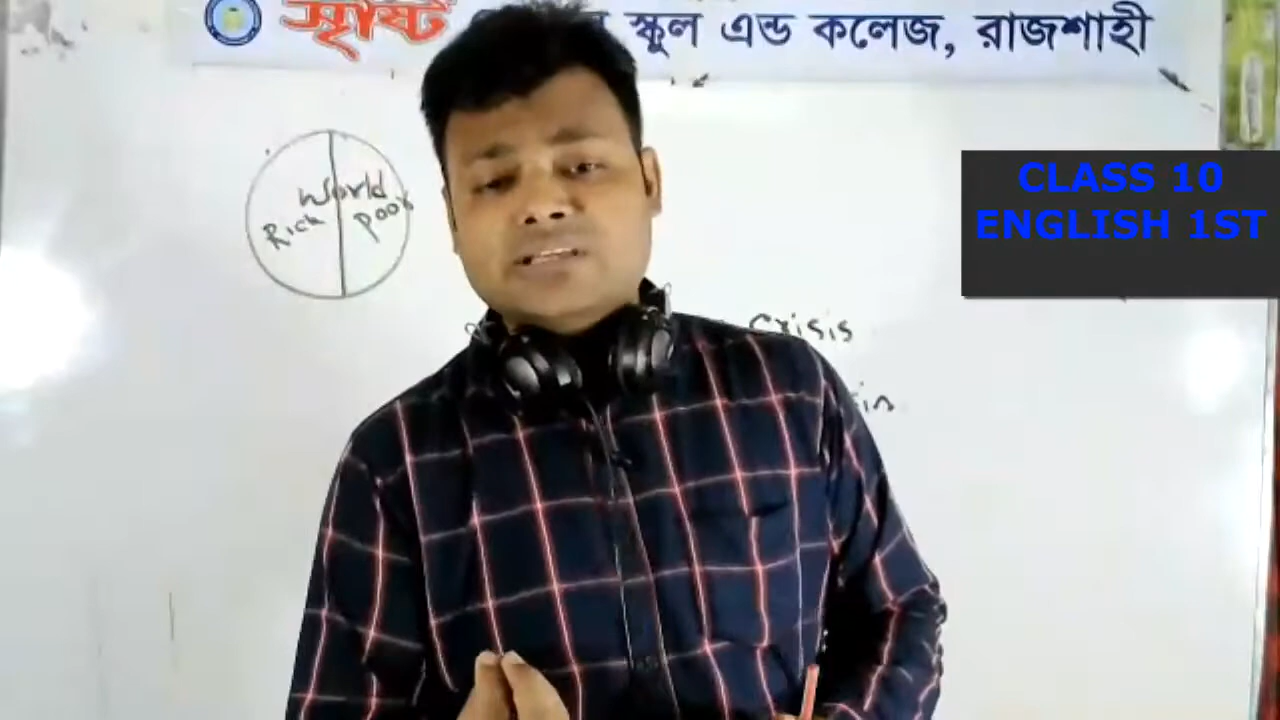 সৃষ্টি স্কুল এন্ড কলেজ, রাজশাহী
World
Rich
poor
CLASS 10
ENGLISH 1ST
Crisis